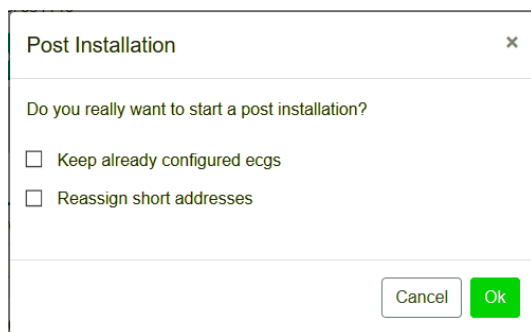 Post Installation ×
Do you really want to start a post installation?
Keep already configured ecgs
Reassign short addresses
Cancel Ok